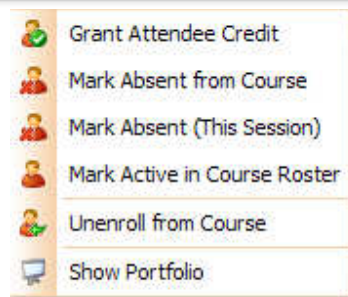 Grant Attendee Credit
Mark Absent from Course
Mark Absent (This Session)
Mark Active in Course Roster
Unenroll from Course
Show Portfolio